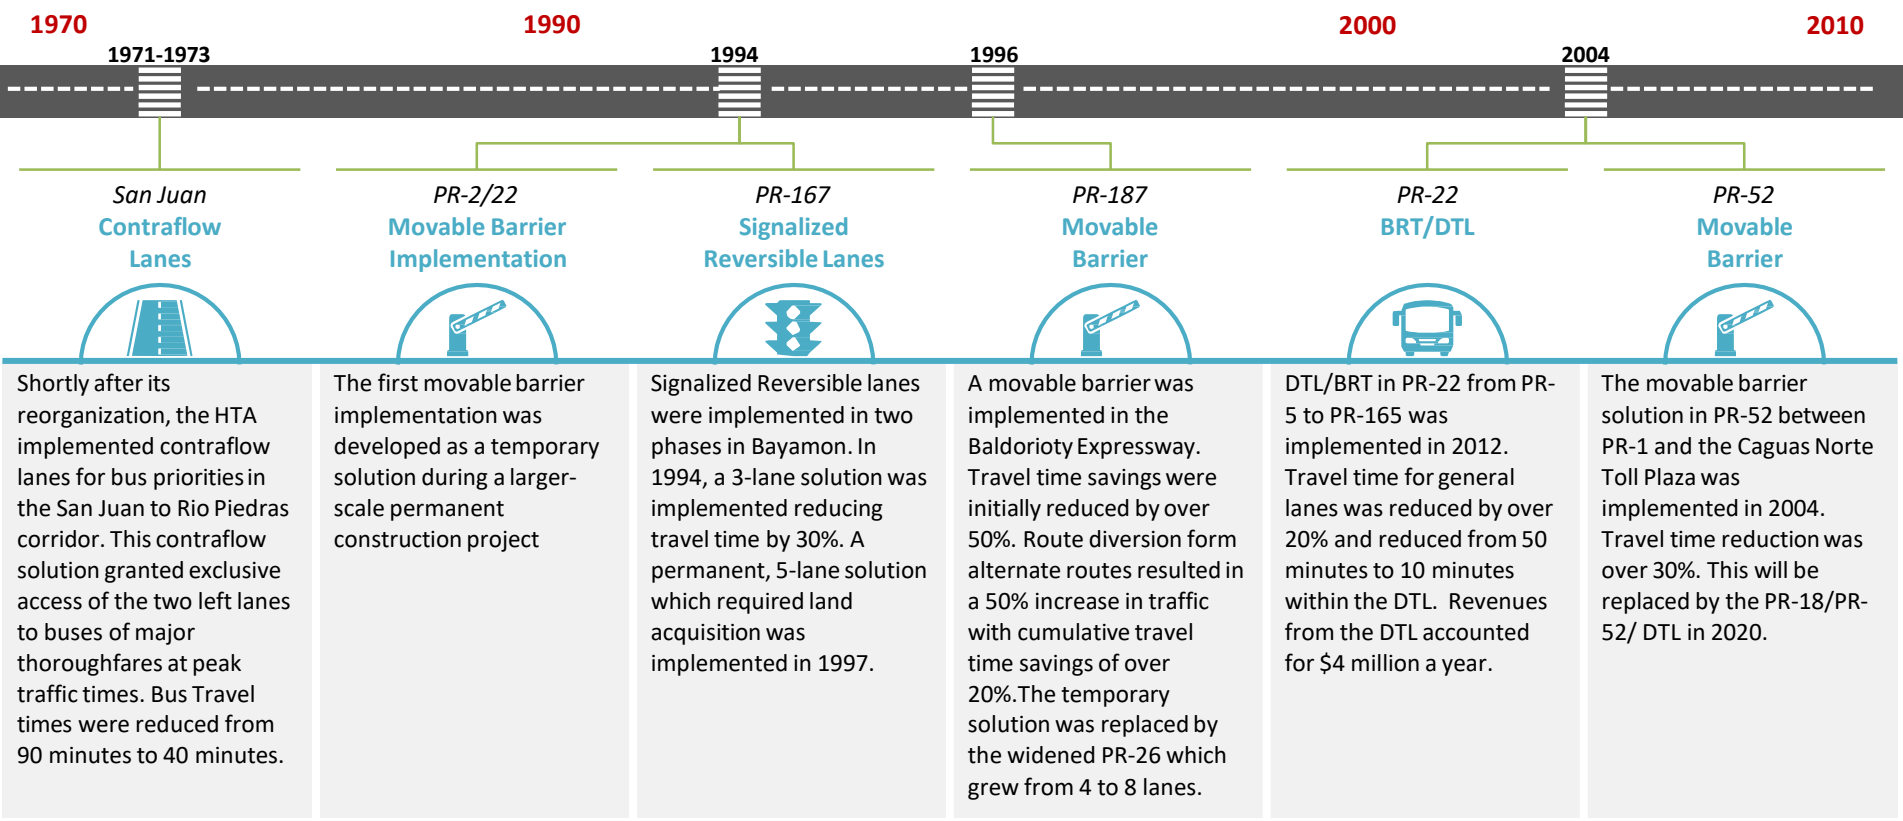 1970
1990
2000
2010
1971-1973
1994
1996
2004
San Juan
Contraflow
Lanes
Shortly after its
reorganization, the HTA
implemented contraflow
lanes for bus priorities in
the San Juan to Rio Piedras
corridor. This contraflow
solution granted exclusive
access of the two left lanes
to buses of major
thoroughfares at peak
traffic times. Bus Travel
times were reduced from
90 minutes to 40 minutes.
PR-2/22
Movable Barrier
Implementation
The first movable barrier
implementation was
developed as a temporary
solution during a larger-
scale permanent
construction project
PR-167
Signalized
Reversible Lanes
Signalized Reversible lanes
were implemented in two
phases in Bayamon. In
1994, a 3-lane solution was
implemented reducing
travel time by 30%. A
permanent, 5-lane solution
which required land
acquisition was
implemented in 1997.
PR-187
Movable
Barrier
A movable barrier was
implemented in the
Baldorioty Expressway.
Travel time savings were
initially reduced by over
50%. Route diversion form
alternate routes resulted in
a 50% increase in traffic
with cumulative travel
time savings of over
20%.The temporary
solution was replaced by
the widened PR-26 which
grew from 4 to 8 lanes.
PR-22
BRT/DTL
DTL/BRT in PR-22 from PR-
5 to PR-165 was
implemented in 2012.
Travel time for general
lanes was reduced by over
20% and reduced from 50
minutes to 10 minutes
within the DTL. Revenues
from the DTL accounted
for $4 million a year.
PR-52
Movable
Barrier
The movable barrier
solution in PR-52 between
PR-1 and the Caguas Norte
Toll Plaza was
implemented in 2004.
Travel time reduction was
over 30%. This will be
replaced by the PR-18/PR-
52/ DTL in 2020.